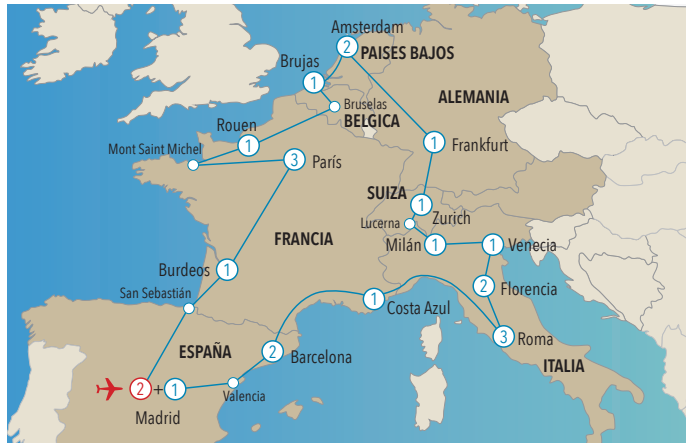 Amsterdam
2
PAISES BAJOS
Brujas
1
Bruselas
BELGICA
ALEMANIA
Rouen
1
Mont Saint Michel
3
París
1
Frankfurt
SUIZA
1
Zurich
Lucerna
Milán
1
1
Venecia
FRANCIA
Burdeos
1
2
Florencia
San Sebastián
1
Costa Azul
3
Roma
ITALIA
ESPAÑA
2
Barcelona
2
+
1
Valencia
Madrid